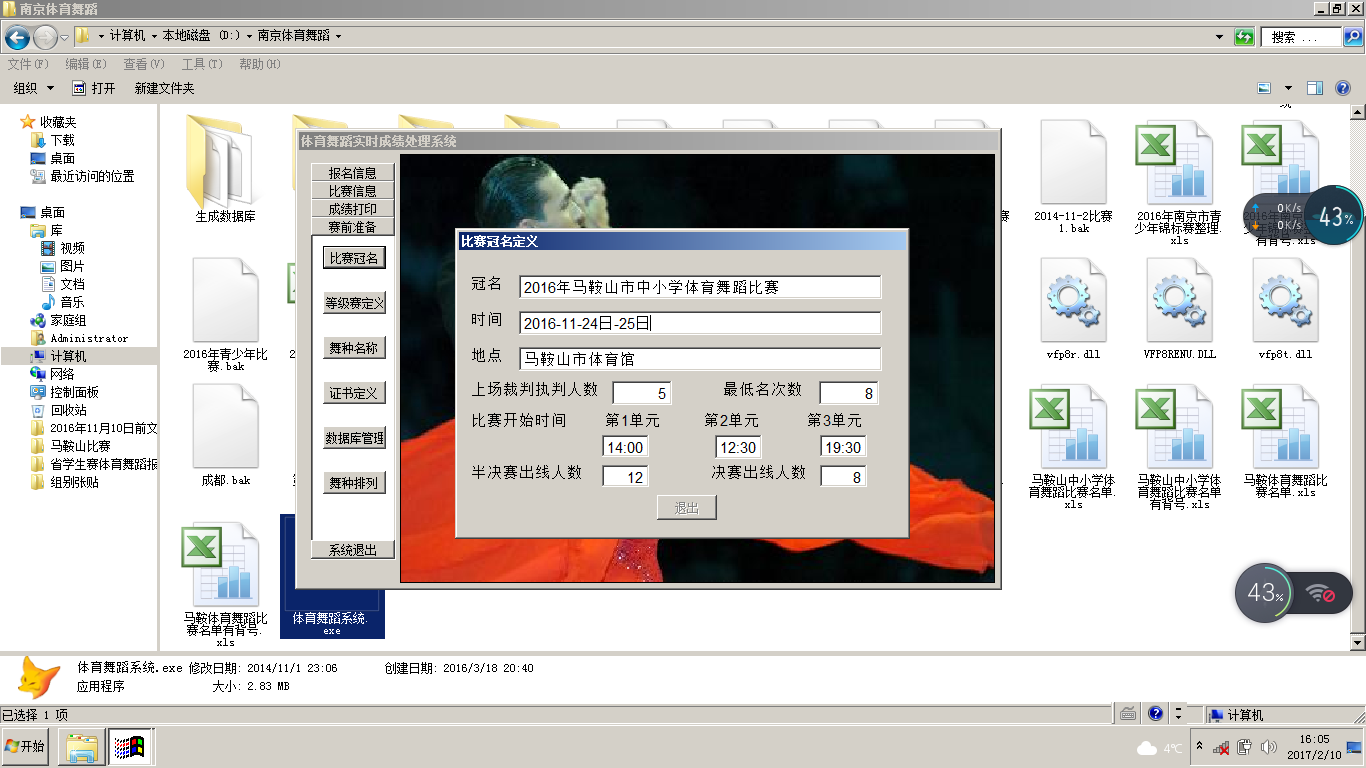 南京体育舞蹈
计算机 本地磁盘 (D:) 南京体育舞蹈
搜索 ...
文件(F) 编辑(E) 查看(V) 工具(T) 帮助(H)
组织 打开 新建文件夹
收藏夹
下载
桌面
最近访问的位置
桌面
库
视频
图片
文档
音乐
家庭组
Administrator
计算机
网络
控制面板
回收站
2016年11月10日前文
马鞍山比赛
省学生赛体育舞蹈报
组别张贴
生成数据库
2014-11-2比赛
1.bak
2016年南京市青
少年锦标赛整理.
xls
有背号.xls
0K/s
0K/s
43%
2016年青少年比
赛.bak
vfp8r.dll
VFP8RENU.DLL
vfp8t.dll
成都.bak
马鞍山中小学体
育舞蹈比赛名单.
xls
马鞍山中小学体
育舞蹈比赛名单
有背号.xls
马鞍山体育舞蹈比
赛名单.xls
马鞍体育舞蹈比
赛名单有背号.
xls
体育舞蹈系统.
exe
43%
体育舞蹈实时成绩处理系统
报名信息
比赛信息
成绩打印
赛前准备
比赛冠名
等级赛定义
舞种名称
证书定义
数据库管理
舞种排列
系统退出
比赛冠名定义
冠名 2016年马鞍山市中小学体育舞蹈比赛
时间 2016-11-24日-25日
地点 马鞍山市体育馆
上场裁判执判人数 5 最低名次数 8
比赛开始时间 第1单元 第2单元 第3单元
14:00 12:30 19:30
半决赛出线人数 12 决赛出线人数 8
退出
体育舞蹈系统.exe 修改日期: 2014/11/1 23:06 创建日期: 2016/3/18 20:40
应用程序 大小: 2.83 MB
已选择 1 项 计算机
开始
4℃
16:05
2017/2/10